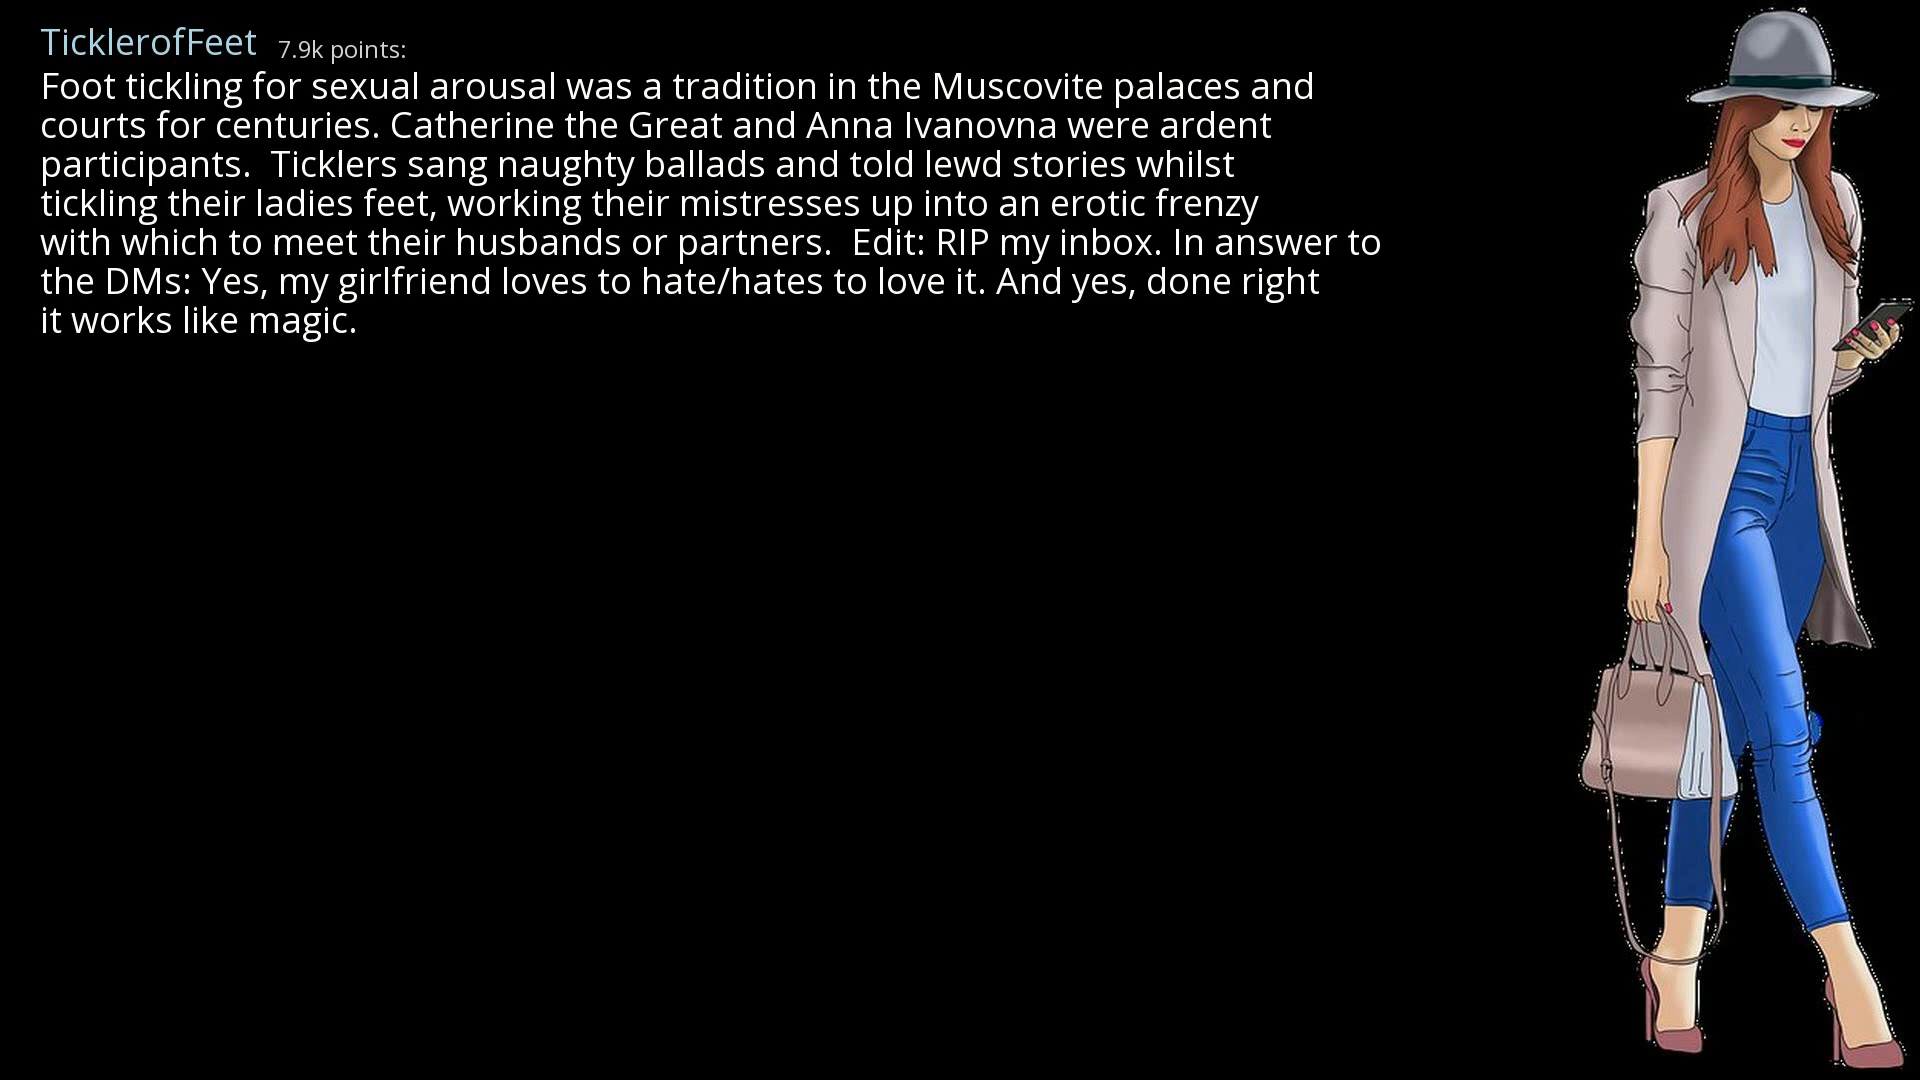 TicklerofFeet 7.9k points:
Foot tickling for sexual arousal was a tradition in the Muscovite palaces and
courts for centuries. Catherine the Great and Anna Ivanovna were ardent
participants.  Ticklers sang naughty ballads and told lewd stories whilst
tickling their ladies feet, working their mistresses up into an erotic frenzy
with which to meet their husbands or partners.  Edit: RIP my inbox. In answer to
the DMs: Yes, my girlfriend loves to hate/hates to love it. And yes, done right
it works like magic.